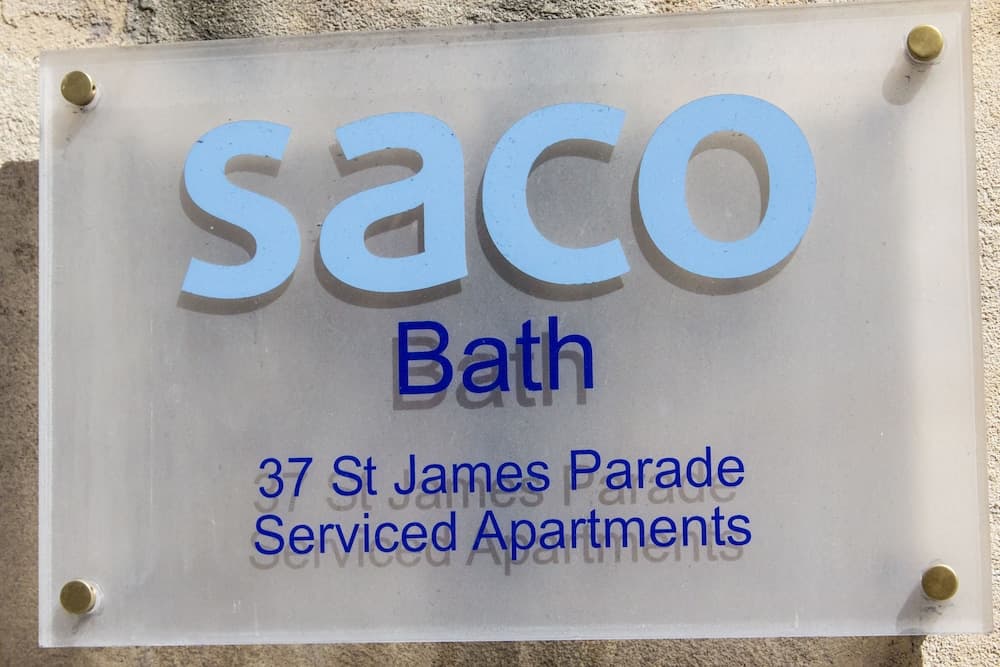 saco
Bath
37 St James Parade
Serviced Apartments